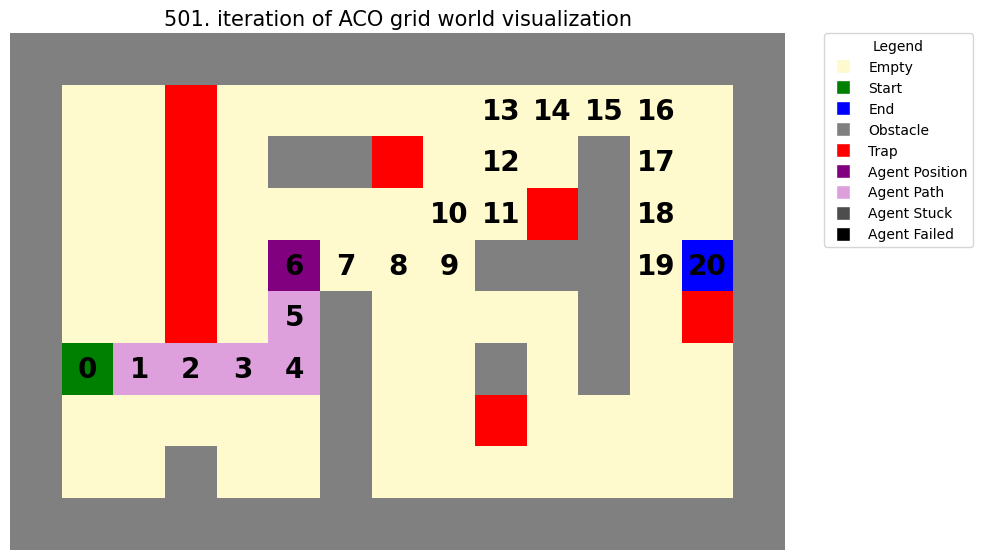 501. iteration of ACO grid world visualization
Legend
Empty
Start
End
Obstacle
Trap
Agent Position
Agent Path
Agent Stuck
Agent Failed
13 14 15 16
12 17
10 11 18
6 7 8 9 19 20
5
0 1 2 3 4